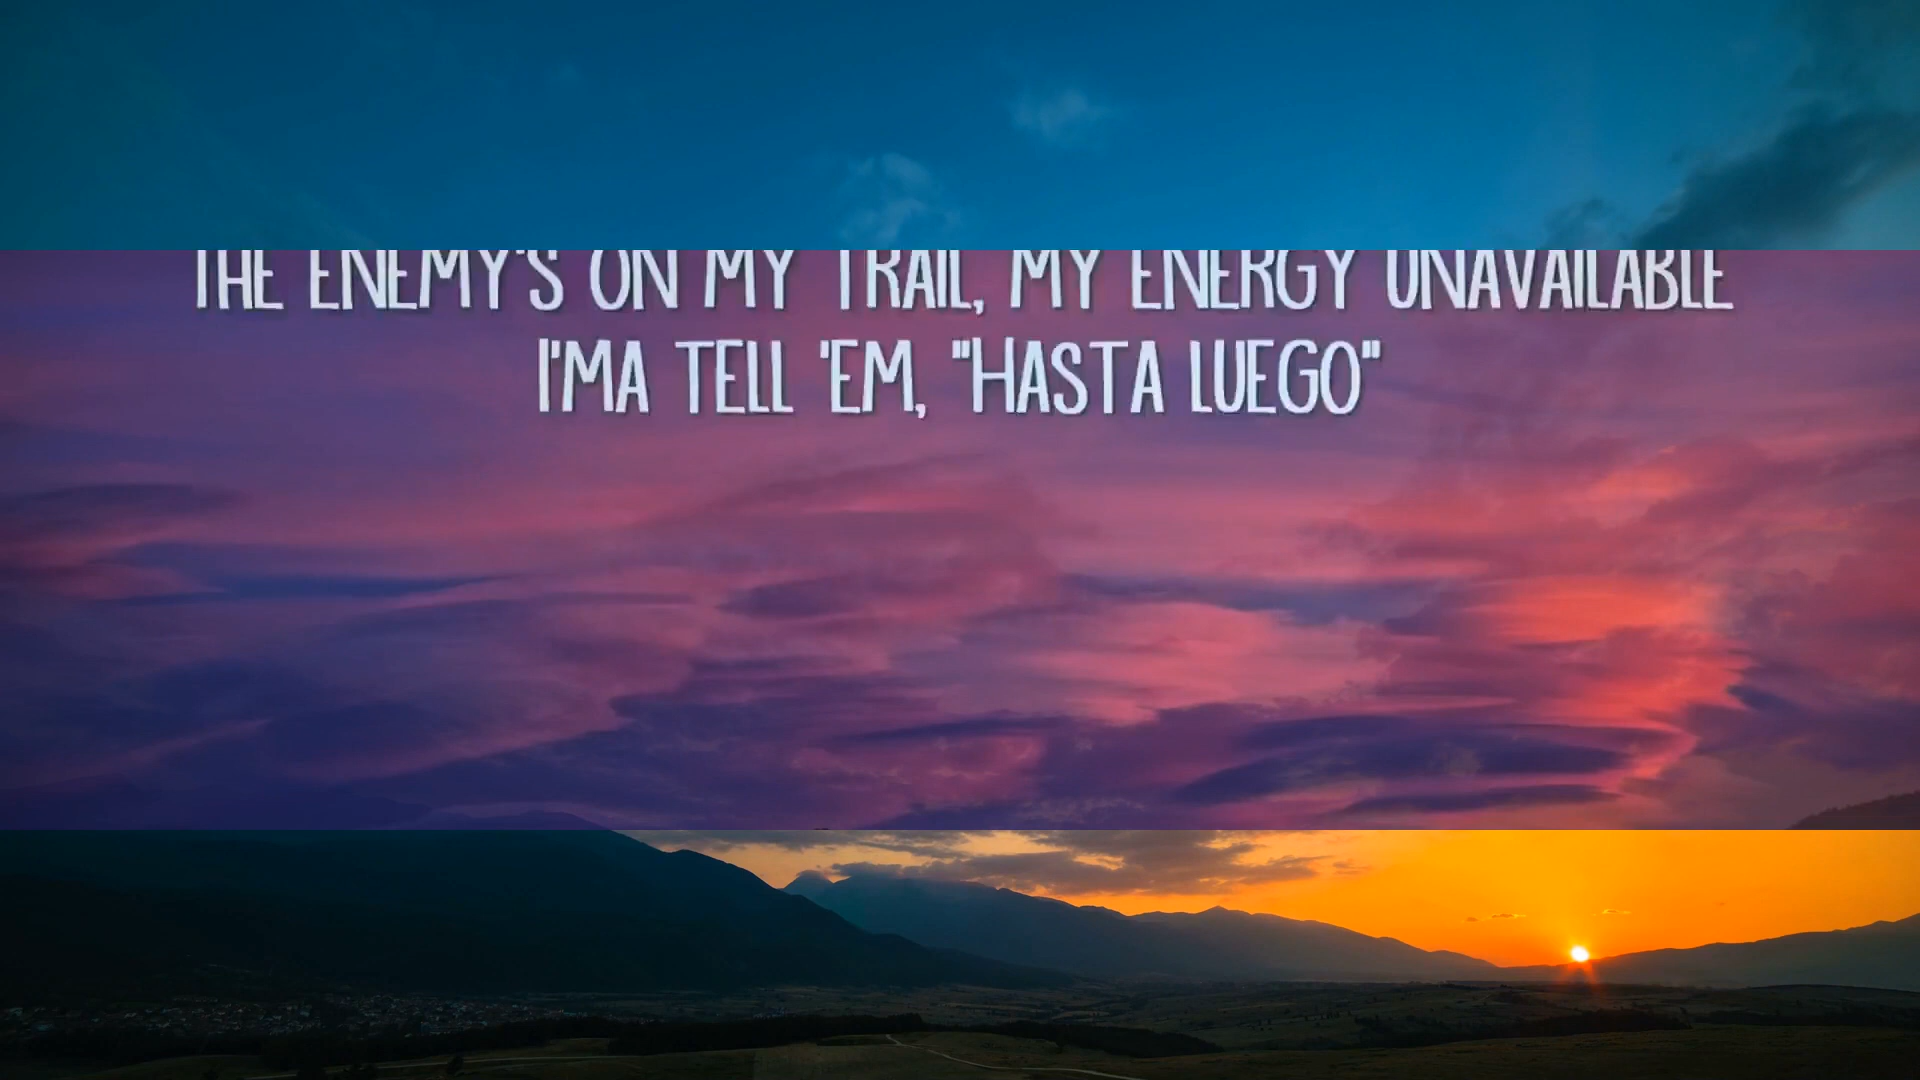 THE ENEMY'S ON MY TRAIL, MY ENERGY UNAVAILABLE
I'MA TELL 'EM, "HASTA LUEGO"